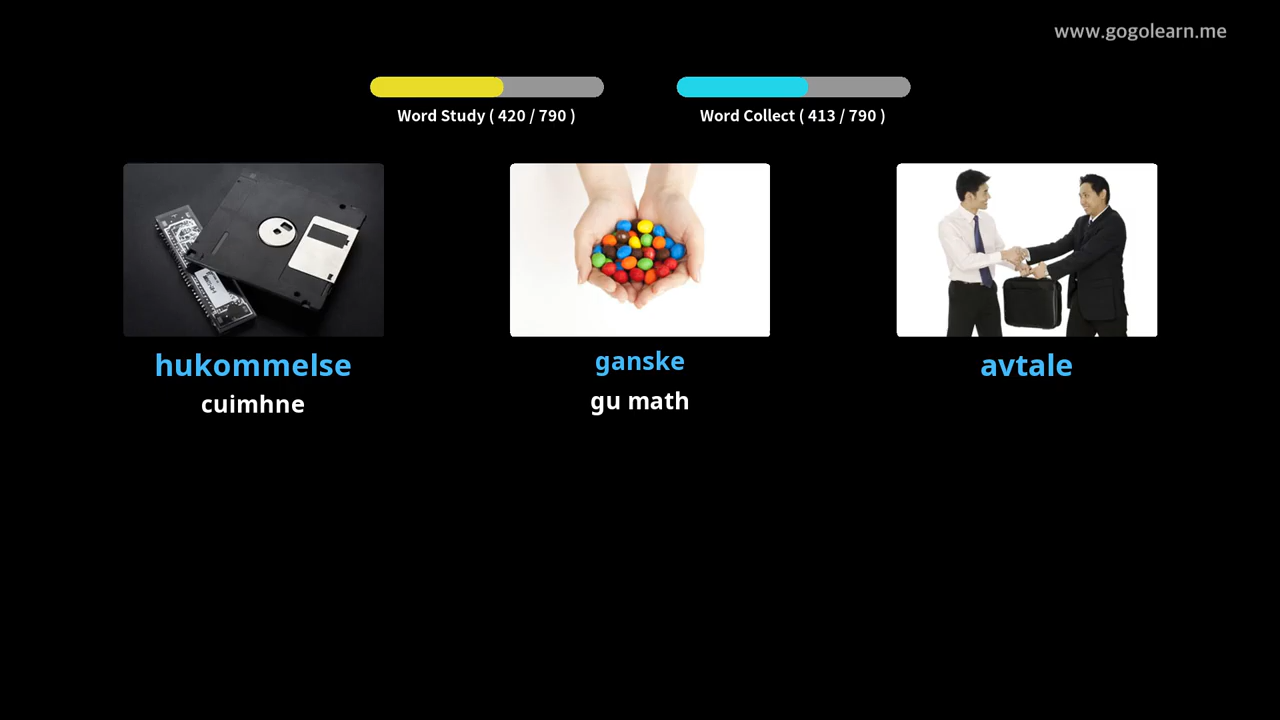 www.gogolearn.me
Word Study ( 420 / 790 )
Word Collect ( 413 / 790 )
hukommelse
cuimhne
ganske
gu math
avtale